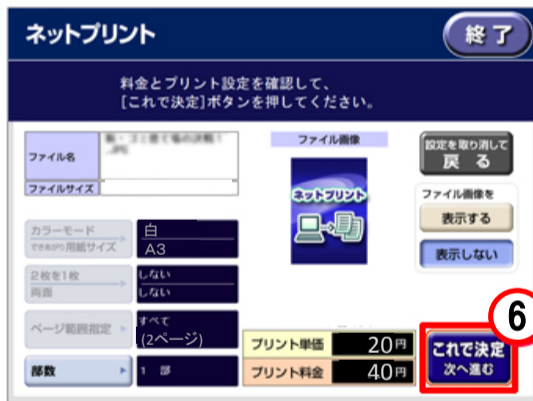 ネットプリント
終了
料金とプリント設定を確認して、
[これで決定]ボタンを押してください。
ファイル名
ファイルサイズ
ファイル画像
ネットプリント
設定を取り消して
戻る
ファイル画像を
表示する
表示しない
カラーモード
できあがり用紙サイズ
白
A3
2枚を1枚
両面
しない
しない
ページ範囲指定
すべて
(2ページ)
部数
1 部
プリント単価 20円
プリント料金 40円
6
これで決定
次へ進む